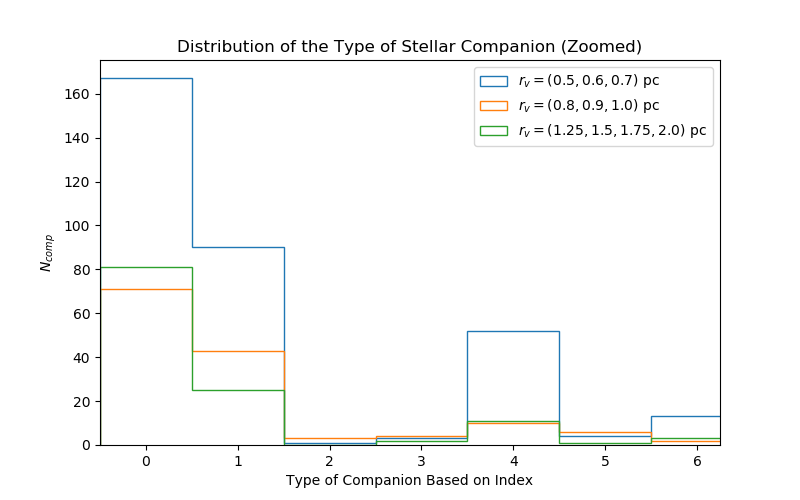 Distribution of the Type of Stellar Companion (Zoomed)
r_v = (0.5, 0.6, 0.7) pc
r_v = (0.8, 0.9, 1.0) pc
r_v = (1.25, 1.5, 1.75, 2.0) pc
N_comp
160
140
120
100
80
60
40
20
0
0 1 2 3 4 5 6
Type of Companion Based on Index